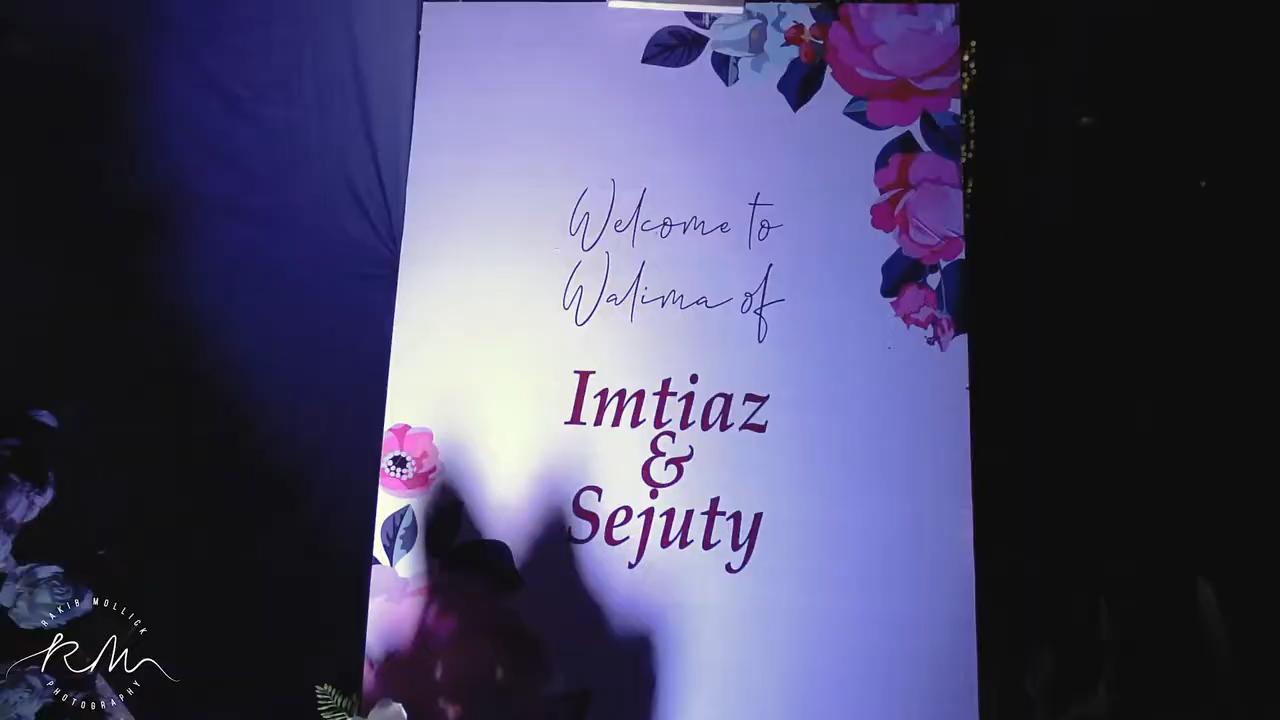 Welcome to
Walima of
Imtiaz
&
Sejuty
RAKIB MOLLICK
RM
PHOTOGRAPHY